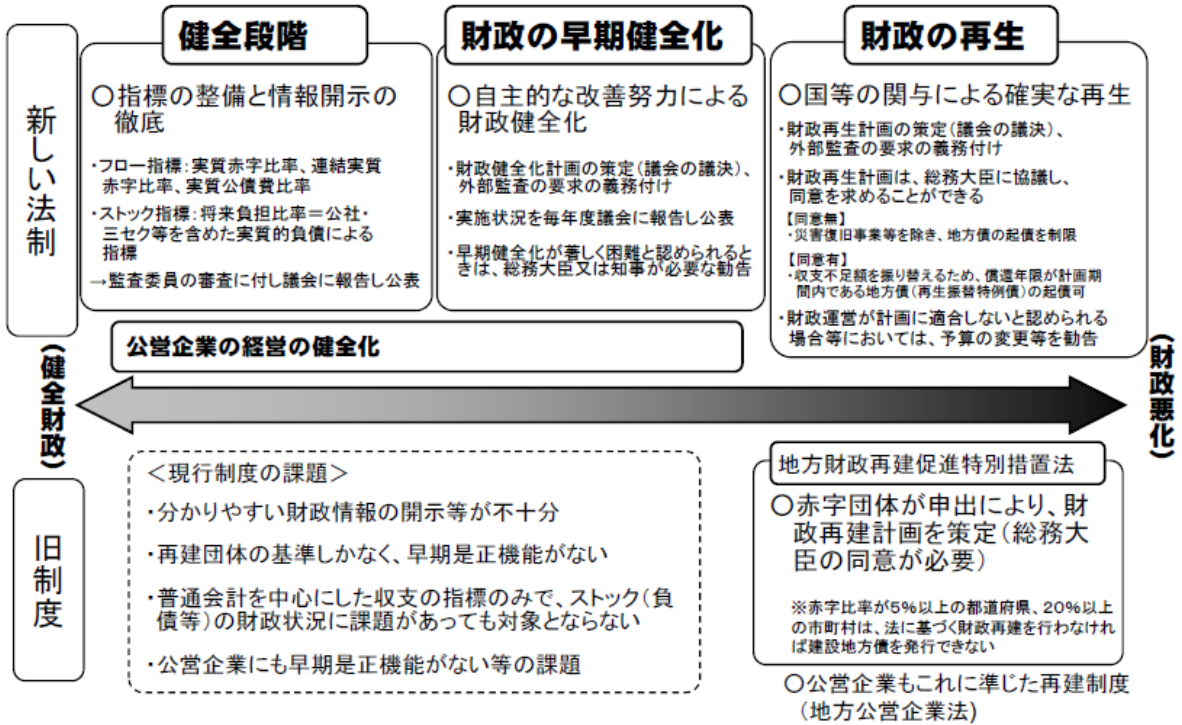 新しい法制
健全段階
〇指標の整備と情報開示の
徹底
・フロー指標：実質赤字比率、連結実質
赤字比率、実質公債費比率
・ストック指標：将来負担比率＝公社・
三セク等を含めた実質的負債による
指標
→監査委員の審査に付し議会に報告し公表
財政の早期健全化
〇自主的な改善努力による
財政健全化
・財政健全化計画の策定（議会の議決）、
外部監査の要求の義務付け
・実施状況を毎年度議会に報告し公表
・早期健全化が著しく困難と認められると
きは、総務大臣又は知事が必要な勧告
財政の再生
〇国等の関与による確実な再生
・財政再生計画の策定（議会の議決）、
外部監査の要求の義務付け
・財政再生計画は、総務大臣に協議し、
同意を求めることができる
【同意無】
・災害復旧事業等を除き、地方債の起債を制限
【同意有】
・収支不足額を振り替えるため、償還年限が計画期
間内である地方債（再生振替特例債）の起債可
・財政運営が計画に適合しないと認められる
場合等においては、予算の変更等を勧告
公営企業の経営の健全化
（健全財政）
（財政悪化）
旧制度
＜現行制度の課題＞
・分かりやすい財政情報の開示等が不十分
・再建団体の基準しかなく、早期是正機能がない
・普通会計を中心にした収支の指標のみで、ストック（負
債等）の財政状況に課題があっても対象とならない
・公営企業にも早期是正機能がない等の課題
地方財政再建促進特別措置法
〇赤字団体が申出により、財
政再建計画を策定（総務大
臣の同意が必要）
※赤字比率が5％以上の都道府県、20％以上
の市町村は、法に基づく財政再建を行わなけれ
ば建設地方債を発行できない
〇公営企業もこれに準じた再建制度
（地方公営企業法)